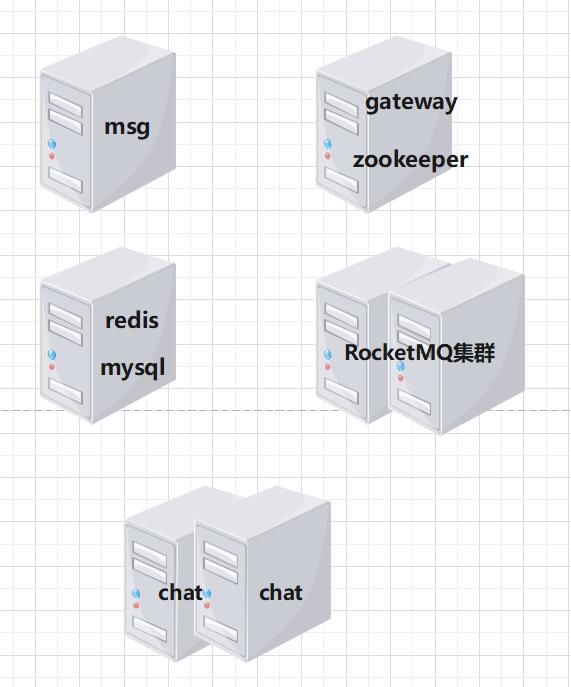 msg
gateway
zookeeper
redis
mysql
RocketMQ集群
chat
chat